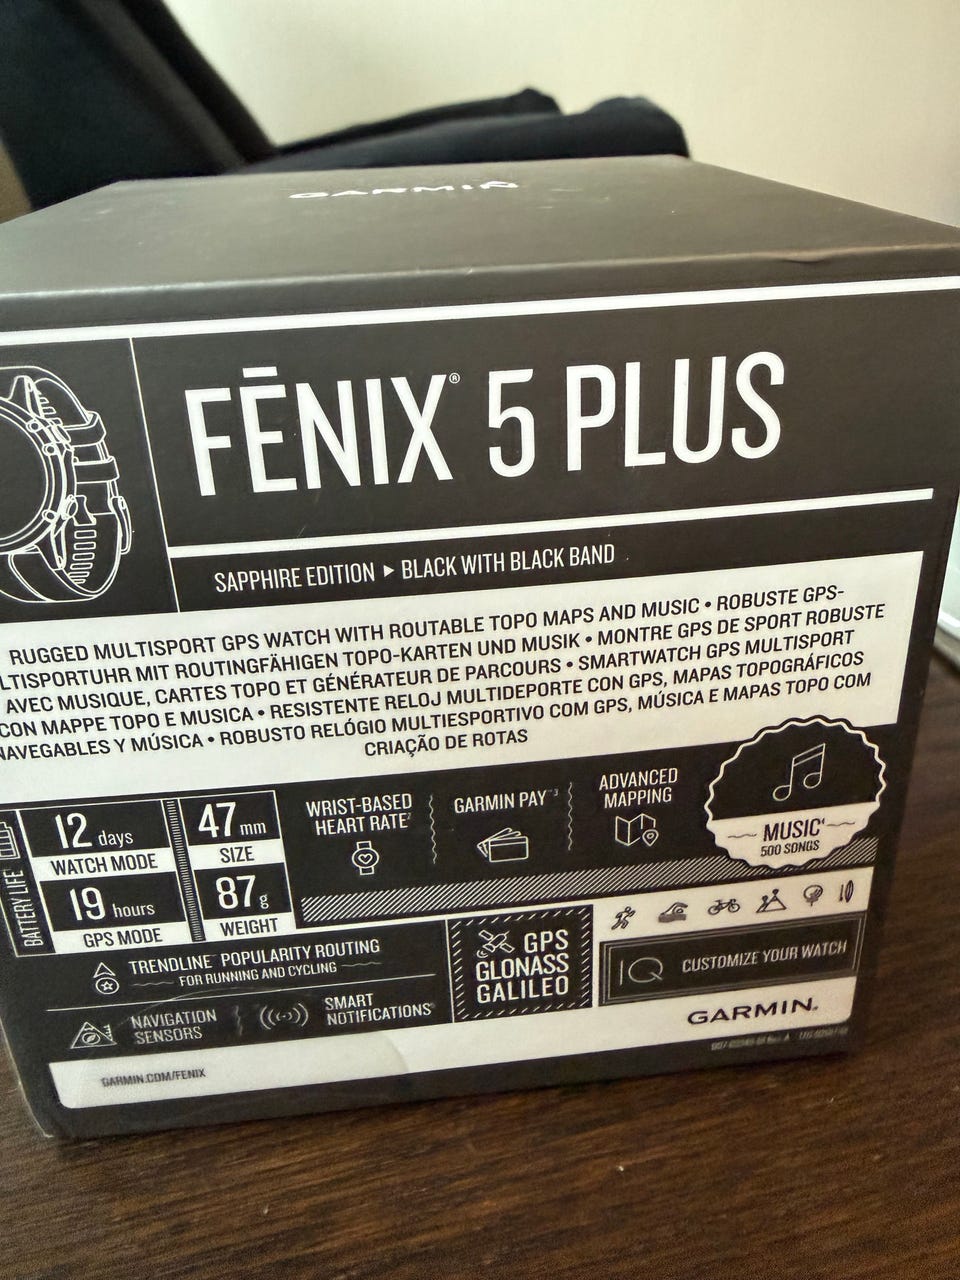 GARMIN
FĒNIX® 5 PLUS
SAPPHIRE EDITION ▸ BLACK WITH BLACK BAND
RUGGED MULTISPORT GPS WATCH WITH ROUTABLE TOPO MAPS AND MUSIC • ROBUSTE GPS-
LTISPORTUHR MIT ROUTINGFÄHIGEN TOPO-KARTEN UND MUSIK • MONTRE GPS DE SPORT ROBUSTE
AVEC MUSIQUE, CARTES TOPO ET GÉNÉRATEUR DE PARCOURS • SMARTWATCH GPS MULTISPORT
CON MAPPE TOPO E MUSICA • RESISTENTE RELOJ MULTIDEPORTE CON GPS, MAPAS TOPOGRÁFICOS
NAVEGABLES Y MÚSICA • ROBUSTO RELÓGIO MULTIESPORTIVO COM GPS, MÚSICA E MAPAS TOPO COM
CRIAÇÃO DE ROTAS
BATTERY LIFE
12 days
WATCH MODE
19 hours
GPS MODE
47 mm
SIZE
87 g
WEIGHT
WRIST-BASED
HEART RATE²
GARMIN PAY™³
ADVANCED
MAPPING
MUSIC⁴
500 SONGS
TRENDLINE™ POPULARITY ROUTING
FOR RUNNING AND CYCLING
NAVIGATION
SENSORS
SMART
NOTIFICATIONS
GPS
GLONASS
GALILEO
IQ CUSTOMIZE YOUR WATCH
GARMIN®
GARMIN.COM/FENIX